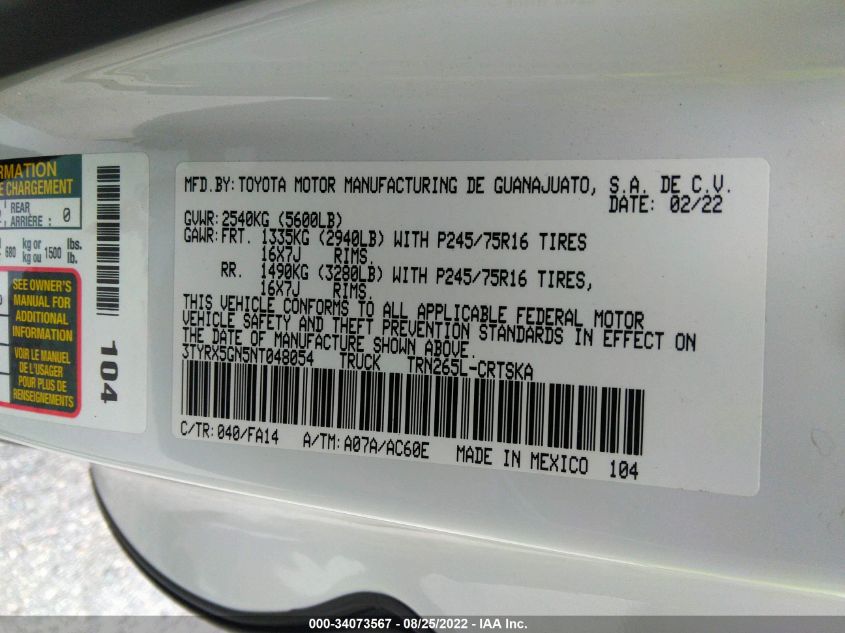 RMATION
E CHARGEMENT
REAR
ARRIÈRE : 0
680 kg or 1500 lbs.
kg ou lb.
SEE OWNER'S
MANUAL FOR
ADDITIONAL
INFORMATION
VOIR LE MANUEL
DE L'USAGER
POUR PLUS DE
RENSEIGNEMENTS
104
MFD.BY:TOYOTA MOTOR MANUFACTURING DE GUANAJUATO, S.A. DE C.V.
DATE: 02/22
GVWR:2540KG (5600LB)
GAWR:FRT. 1335KG (2940LB) WITH P245/75R16 TIRES
16X7J RIMS.
RR. 1490KG (3280LB) WITH P245/75R16 TIRES,
16X7J RIMS.
THIS VEHICLE CONFORMS TO ALL APPLICABLE FEDERAL MOTOR
VEHICLE SAFETY AND THEFT PREVENTION STANDARDS IN EFFECT ON
THE DATE OF MANUFACTURE SHOWN ABOVE.
3TYRX5GN5NT048054 TRUCK TRN265L-CRTSKA
C/TR:040/FA14 A/TM:A07A/AC60E MADE IN MEXICO 104
000-34073567 - 08/25/2022 - IAA Inc.